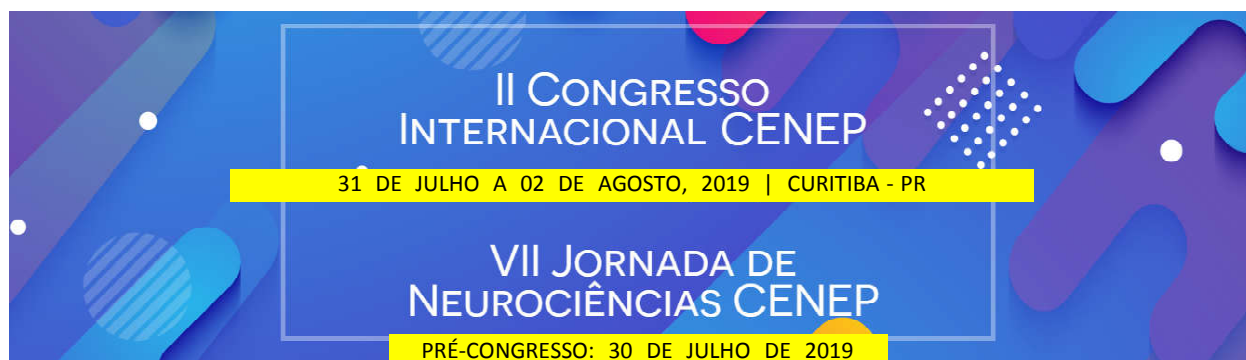 II CONGRESSO
INTERNACIONAL CENEP
31 DE JULHO A 02 DE AGOSTO, 2019 | CURITIBA - PR
VII JORNADA DE
NEUROCIÊNCIAS CENEP
PRÉ-CONGRESSO: 30 DE JULHO DE 2019